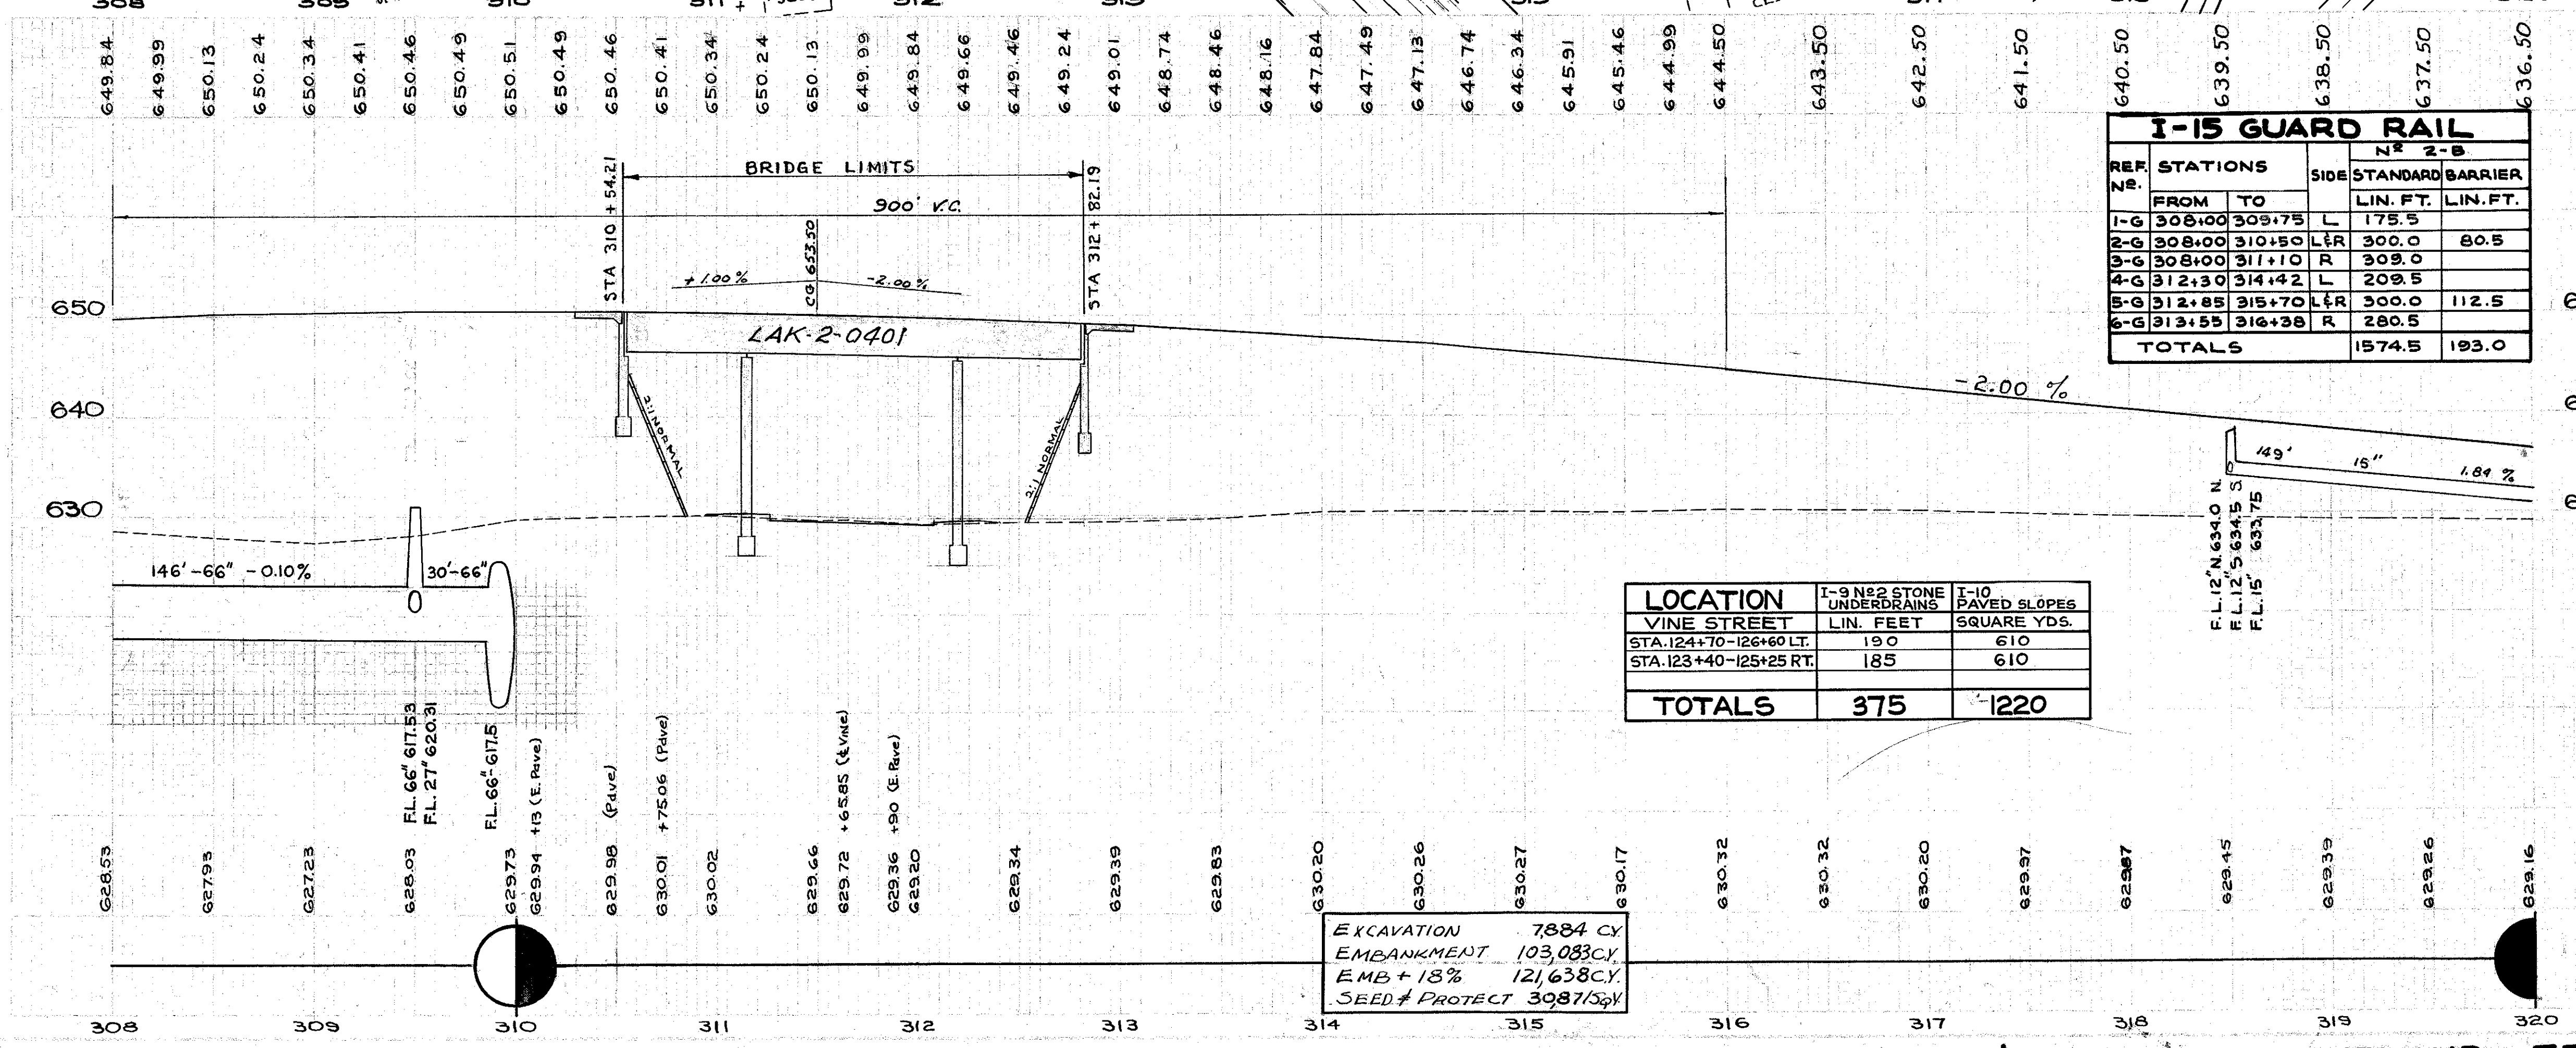 308 309 310 311 312 313 315
649.84 649.99 650.13 650.24 650.34 650.41 650.46 650.49 650.51 650.49 650.46 650.41 650.34 650.24 650.13 649.99 649.84 649.66 649.46 649.24 649.01 648.74 648.46 648.16 647.84 647.49 647.13 646.74 646.34 645.91 645.46 644.99 644.50 643.50 642.50 641.50 640.50 639.50 638.50 637.50 636.50
I-15 GUARD RAIL
REF. Nº. STATIONS SIDE Nº 2-B
STANDARD BARRIER
FROM TO LIN. FT. LIN. FT.
1-G 308+00 309+75 L 175.5
2-G 308+00 310+50 L&R 300.0 80.5
3-G 308+00 311+10 R 309.0
4-G 312+30 314+42 L 209.5
5-G 312+85 315+70 L&R 300.0 112.5
6-G 313+55 316+38 R 280.5
TOTALS 1574.5 193.0
STA 310 + 54.21
BRIDGE LIMITS
STA 312 + 82.19
900' V.C.
CG 653.50
+1.00%
-2.00%
650
LAK-2-0401
-2.00 %
640
2:1 NORMAL
2:1 NORMAL
149' 15" 1.84 %
630
F.L. 12" N. 634.0 N.
F.L. 12" S. 634.5 S.
F.L. 15" 633.75
146'-66" -0.10%
30'-66"
LOCATION I-9 Nº2 STONE UNDERDRAINS I-10 PAVED SLOPES
VINE STREET LIN. FEET SQUARE YDS.
STA.124+70-126+60 LT. 190 610
STA.123+40-125+25 RT. 185 610
TOTALS 375 1220
F.L. 66" 617.53
F.L. 27" 620.31
F.L. 66"-617.5
628.53 627.93 627.23 628.03 629.73
629.94 +13 (E. Pave)
629.98 (Pave)
630.01 +75.06 (Pave)
630.02
629.66
629.72 +65.85 (℄ Vine)
629.36 +90 (E. Pave)
629.20
629.34 629.39 629.83 630.20 630.26 630.27 630.17 630.32 630.32 630.20 629.97 629.87 629.45 629.39 629.26 629.16
EXCAVATION 7,884 CY.
EMBANKMENT 103,083 C.Y.
EMB + 18% 121,638 C.Y.
SEED & PROTECT 30,871 SqY.
308 309 310 311 312 313 314 315 316 317 318 319 320